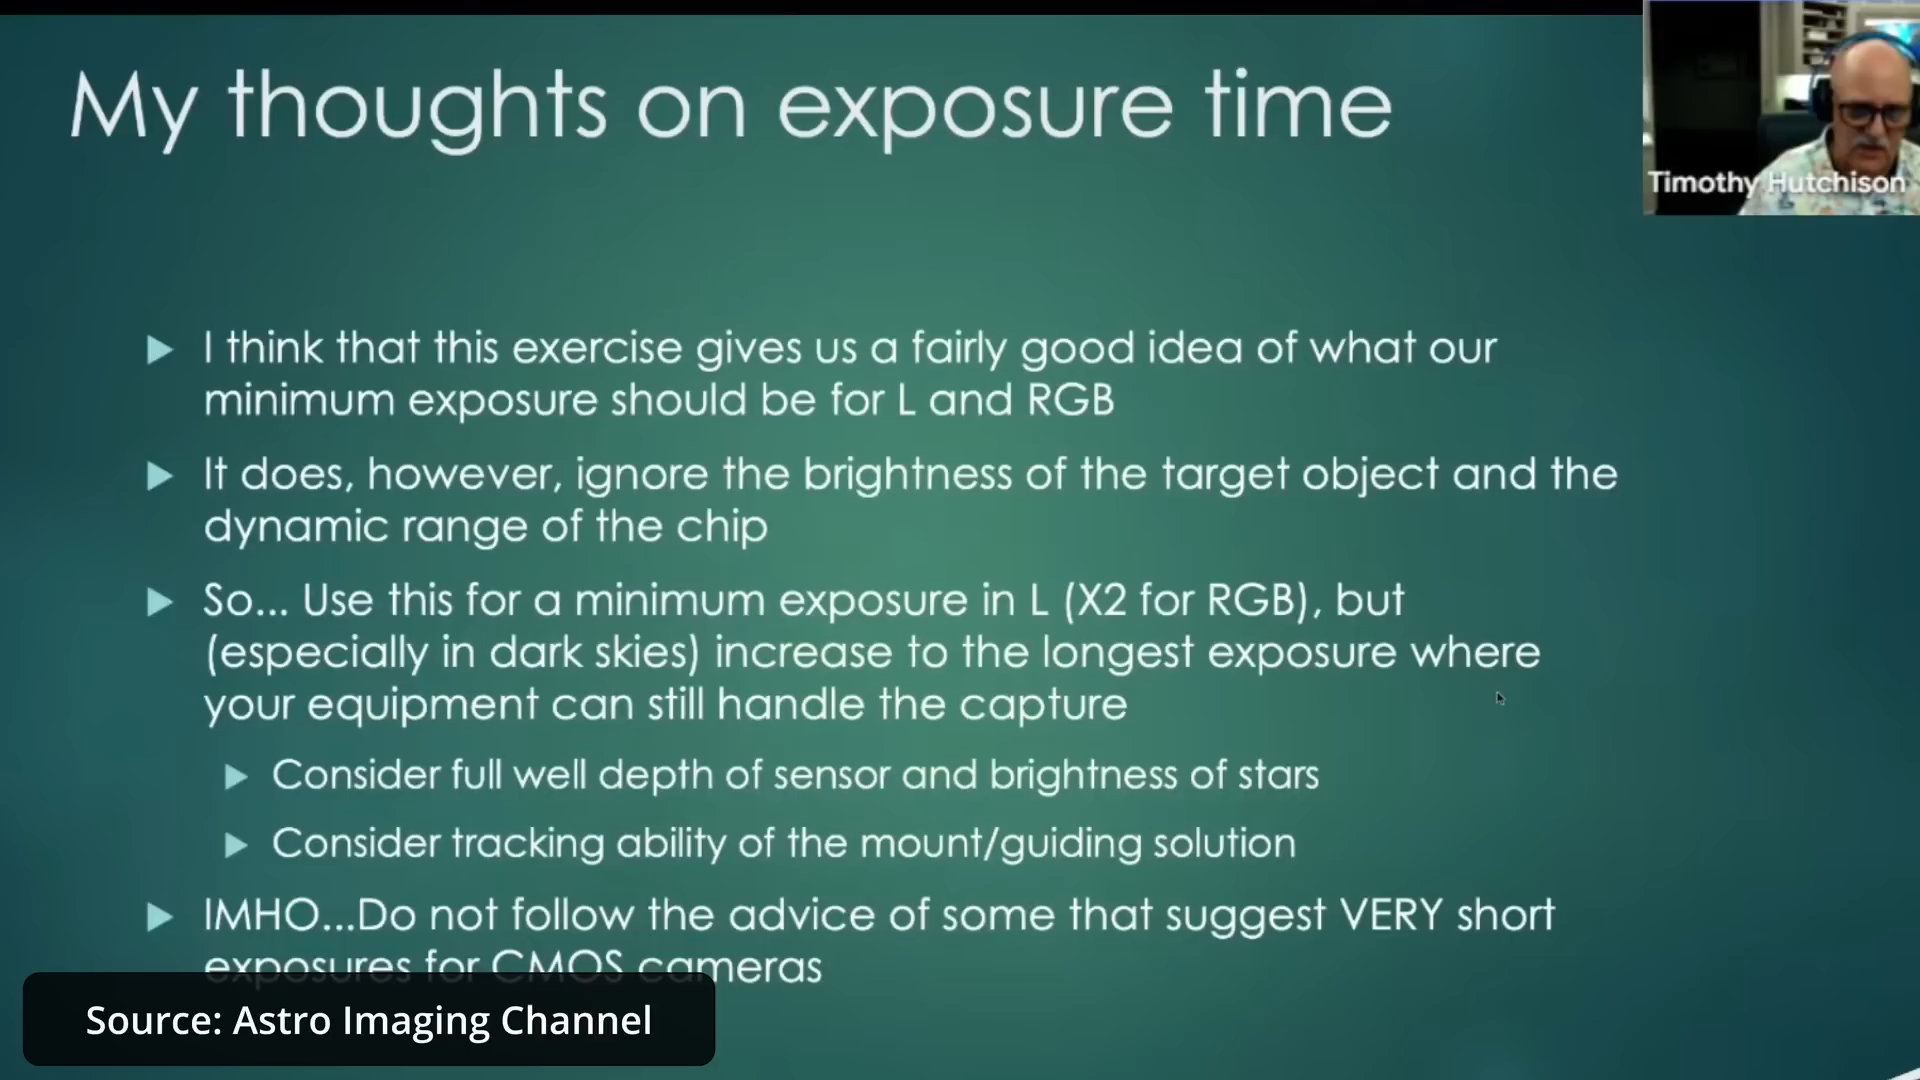 My thoughts on exposure time
Timothy Hutchison
I think that this exercise gives us a fairly good idea of what our
minimum exposure should be for L and RGB
It does, however, ignore the brightness of the target object and the
dynamic range of the chip
So... Use this for a minimum exposure in L (X2 for RGB), but
(especially in dark skies) increase to the longest exposure where
your equipment can still handle the capture
Consider full well depth of sensor and brightness of stars
Consider tracking ability of the mount/guiding solution
IMHO...Do not follow the advice of some that suggest VERY short
exposures for CMOS cameras
Source: Astro Imaging Channel